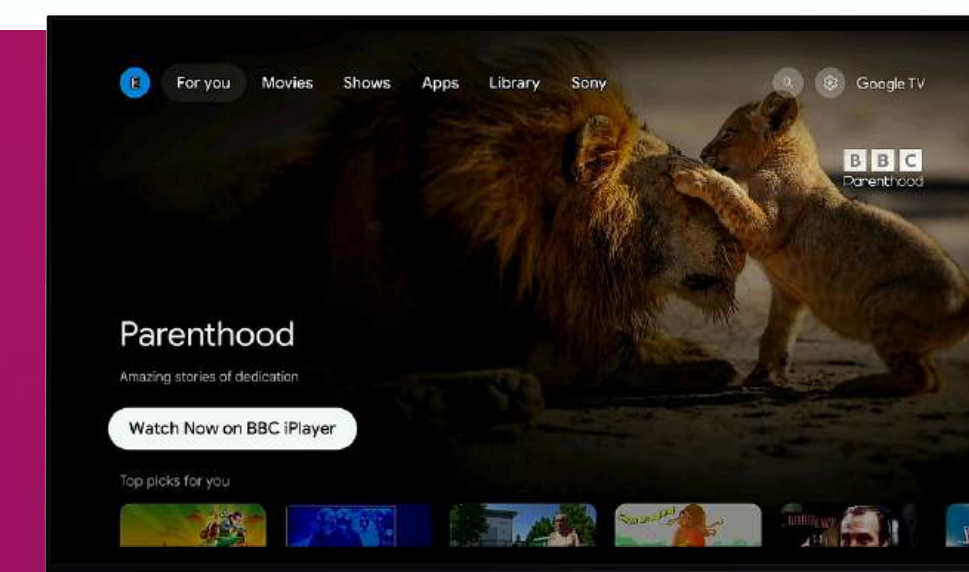 E
For you
Movies
Shows
Apps
Library
Sony
Google TV
BBC
Parenthood
Parenthood
Amazing stories of dedication
Watch Now on BBC iPlayer
Top picks for you